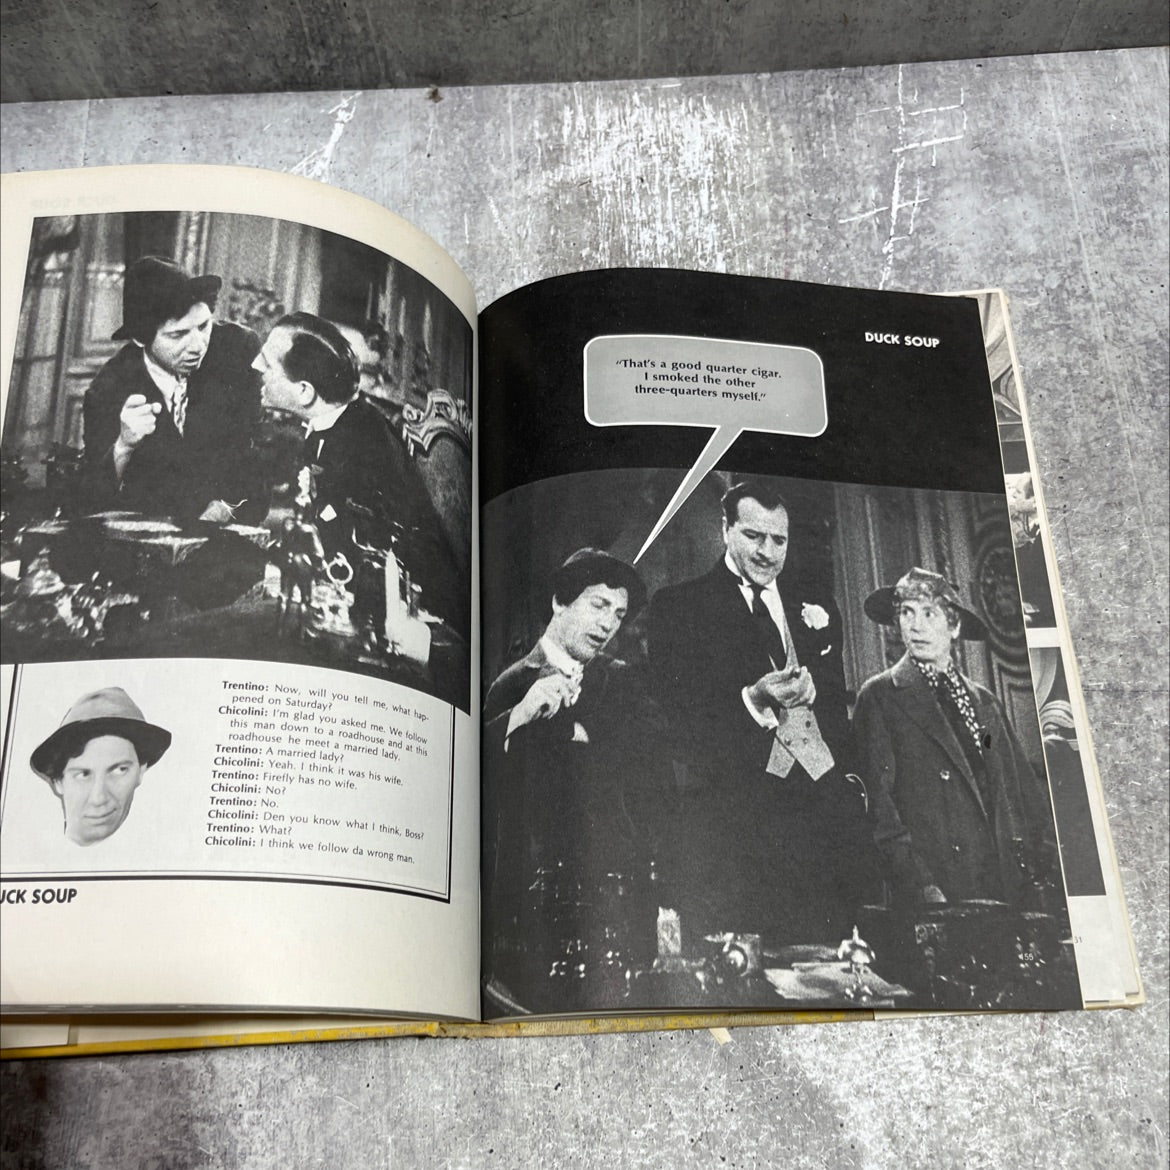 Trentino: Now, will you tell me, what hap-
pened on Saturday?
Chicolini: I'm glad you asked me. We follow
this man down to a roadhouse and at this
roadhouse he meet a married lady.
Trentino: A married lady?
Chicolini: Yeah. I think it was his wife.
Trentino: Firefly has no wife.
Chicolini: No?
Trentino: No.
Chicolini: Den you know what I think, Boss?
Trentino: What?
Chicolini: I think we follow da wrong man.
UCK SOUP
DUCK SOUP
“That's a good quarter cigar.
I smoked the other
three-quarters myself.”
155
31